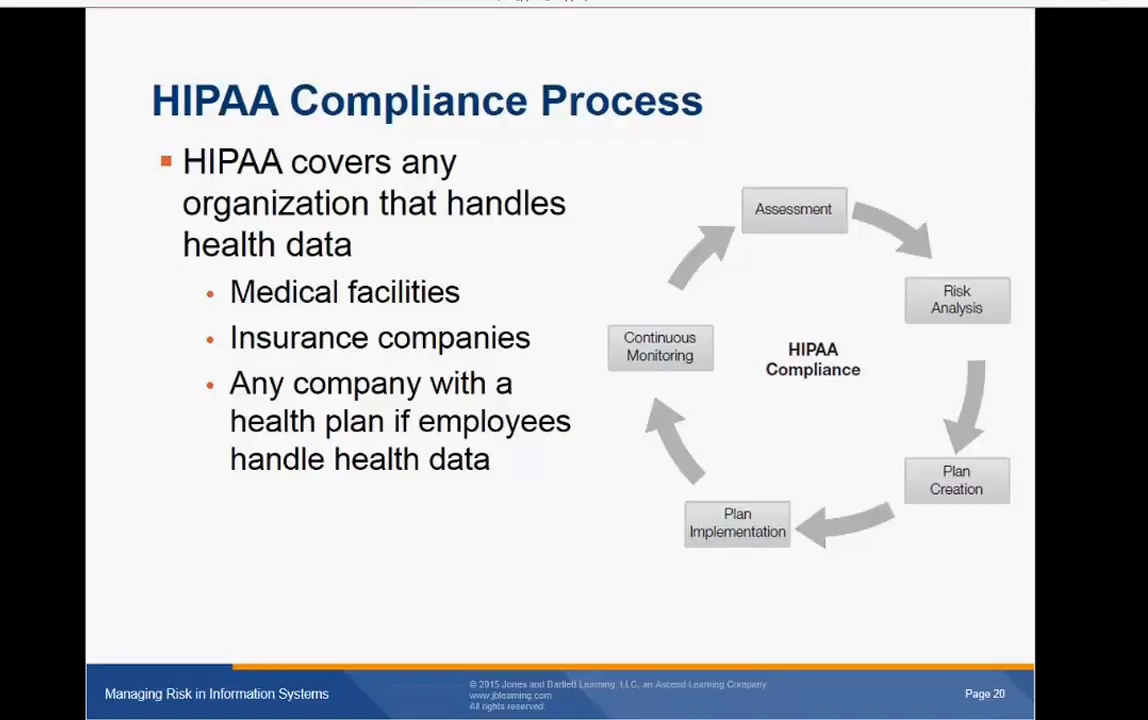 HIPAA Compliance Process
HIPAA covers any
organization that handles
health data
Medical facilities
Insurance companies
Any company with a
health plan if employees
handle health data
Assessment
Risk
Analysis
Plan
Creation
Plan
Implementation
Continuous
Monitoring
HIPAA
Compliance
Managing Risk in Information Systems
© 2015 Jones and Bartlett Learning, LLC, an Ascend Learning Company
www.jblearning.com
All rights reserved.
Page 20